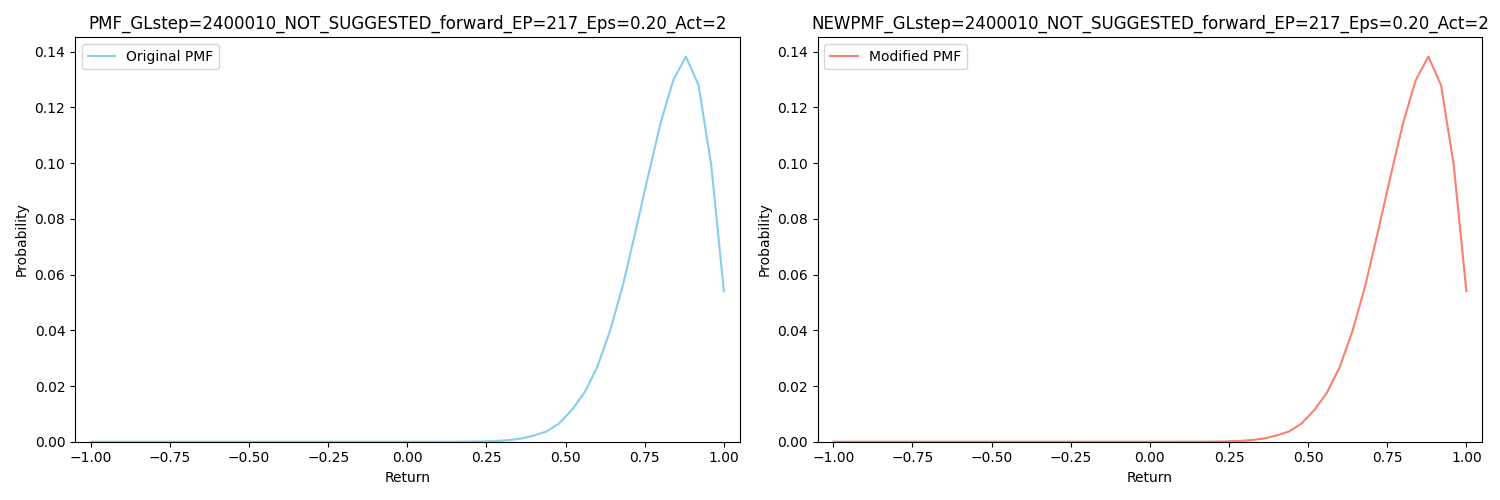 PMF_GLstep=2400010_NOT_SUGGESTED_forward_EP=217_Eps=0.20_Act=2
Original PMF
0.14
0.12
0.10
0.08
0.06
0.04
0.02
0.00
Probability
−1.00 −0.75 −0.50 −0.25 0.00 0.25 0.50 0.75 1.00
Return
NEWPMF_GLstep=2400010_NOT_SUGGESTED_forward_EP=217_Eps=0.20_Act=2
Modified PMF
0.14
0.12
0.10
0.08
0.06
0.04
0.02
0.00
Probability
−1.00 −0.75 −0.50 −0.25 0.00 0.25 0.50 0.75 1.00
Return